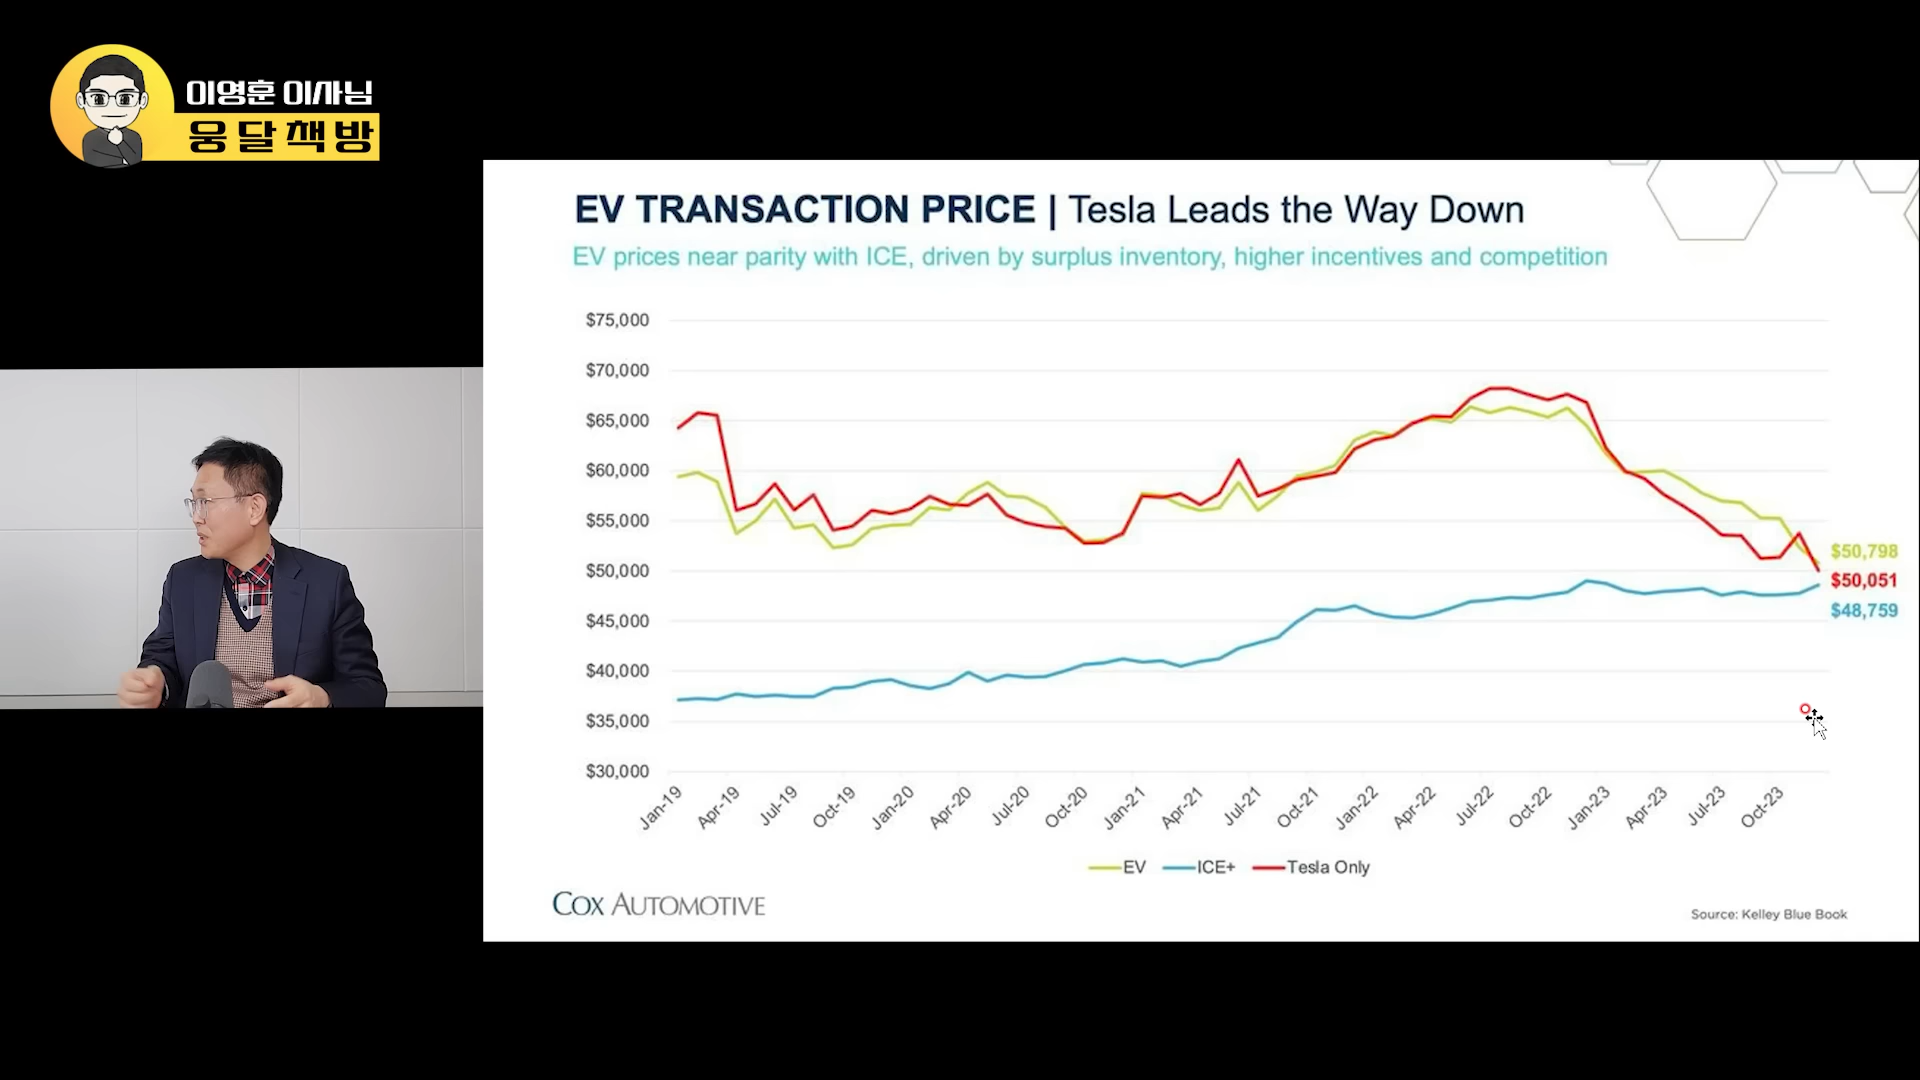 이영훈 이사님
웅달책방
EV TRANSACTION PRICE | Tesla Leads the Way Down
EV prices near parity with ICE, driven by surplus inventory, higher incentives and competition
$75,000
$70,000
$65,000
$60,000
$55,000
$50,000
$45,000
$40,000
$35,000
$30,000
$50,798
$50,051
$48,759
Jan-19
Apr-19
Jul-19
Oct-19
Jan-20
Apr-20
Jul-20
Oct-20
Jan-21
Apr-21
Jul-21
Oct-21
Jan-22
Apr-22
Jul-22
Oct-22
Jan-23
Apr-23
Jul-23
Oct-23
EV ICE+ Tesla Only
COX AUTOMOTIVE
Source: Kelley Blue Book